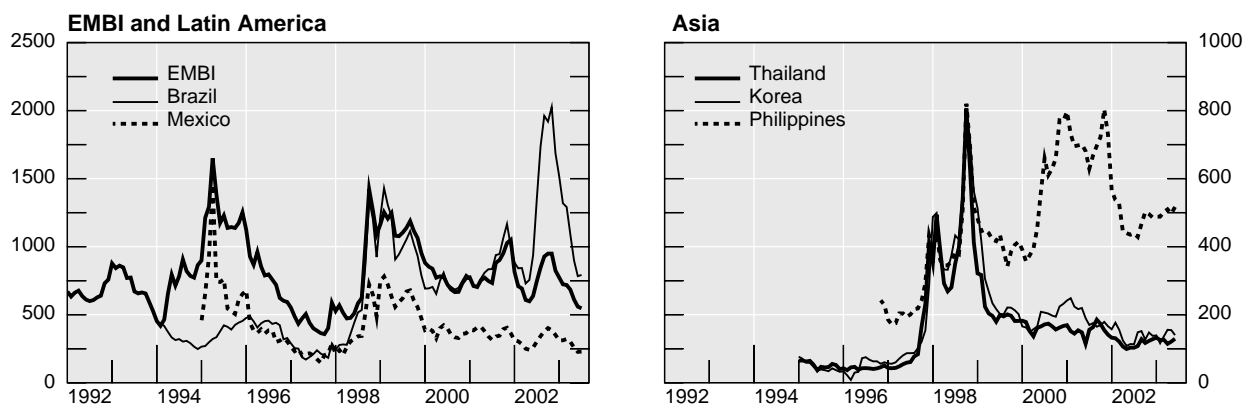 EMBI and Latin America
2500
2000
1500
1000
500
0
EMBI
Brazil
Mexico
1992 1994 1996 1998 2000 2002
Asia
1000
800
600
400
200
0
Thailand
Korea
Philippines
1992 1994 1996 1998 2000 2002